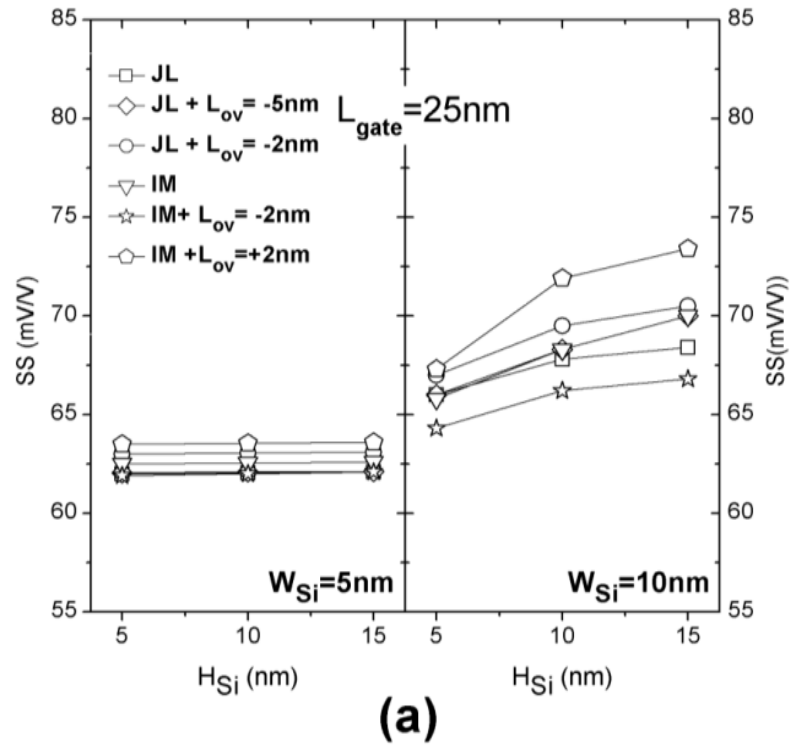 85
80
75
70
65
60
55
SS (mV/V)
JL
JL + Lov= -5nm
JL + Lov= -2nm
IM
IM+ Lov= -2nm
IM +Lov=+2nm
Lgate=25nm
WSi=5nm
WSi=10nm
85
80
75
70
65
60
55
SS(mV/V))
5 10 15
5 10 15
HSi (nm)
HSi (nm)
(a)